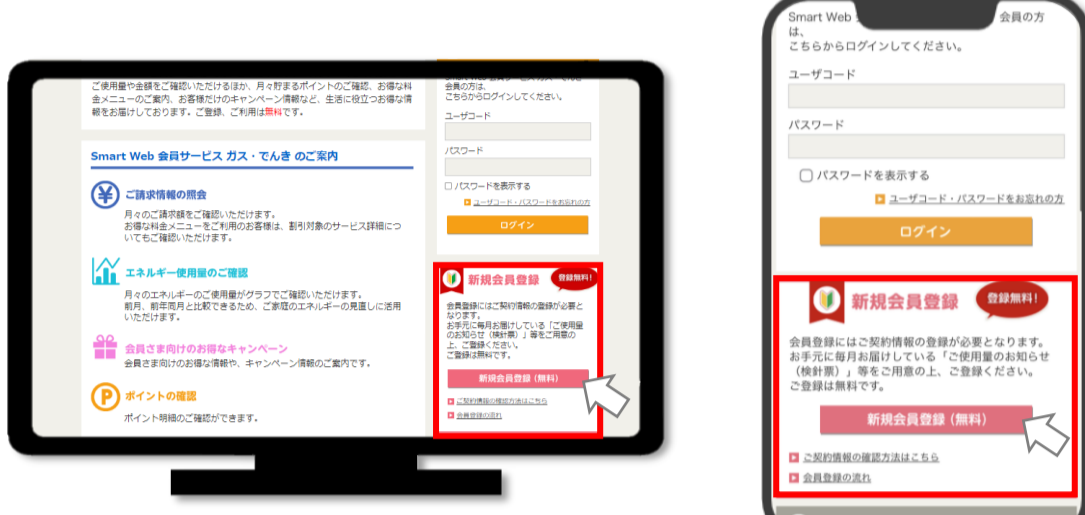 ご使用量や金額をご確認いただけるほか、月々貯まるポイントのご確認、お得な料
金メニューのご案内、お客様だけのキャンペーン情報など、生活に役立つお得な情
報をお届けしております。ご登録、ご利用は無料です。
Smart Web 会員サービス ガス・でんき のご案内
ご請求情報の照会
月々のご請求額をご確認いただけます。
お得な料金メニューをご利用のお客様は、割引対象のサービス詳細につ
いてもご確認いただけます。
エネルギー使用量のご確認
月々のエネルギーのご使用量がグラフでご確認いただけます。
前月、前年同月と比較できるため、ご家庭のエネルギーの見直しに活用
いただけます。
会員さま向けのお得なキャンペーン
会員さま向けのお得な情報や、キャンペーン情報のご案内です。
P ポイントの確認
ポイント明細のご確認ができます。
会員の方は、
こちらからログインしてください。
ユーザコード
パスワード
パスワードを表示する
ユーザコード・パスワードをお忘れの方
ログイン
新規会員登録 登録無料!
会員登録にはご契約情報の登録が必要と
なります。
お手元に毎月お届けしている「ご使用量
のお知らせ（検針票）」等をご用意の
上、ご登録ください。
ご登録は無料です。
新規会員登録（無料）
ご契約情報の確認方法はこちら
会員登録の流れ
Smart Web 会員の方
は、
こちらからログインしてください。
ユーザコード
パスワード
パスワードを表示する
ユーザコード・パスワードをお忘れの方
ログイン
新規会員登録 登録無料!
会員登録にはご契約情報の登録が必要となります。
お手元に毎月お届けしている「ご使用量のお知らせ
（検針票）」等をご用意の上、ご登録ください。
ご登録は無料です。
新規会員登録（無料）
ご契約情報の確認方法はこちら
会員登録の流れ